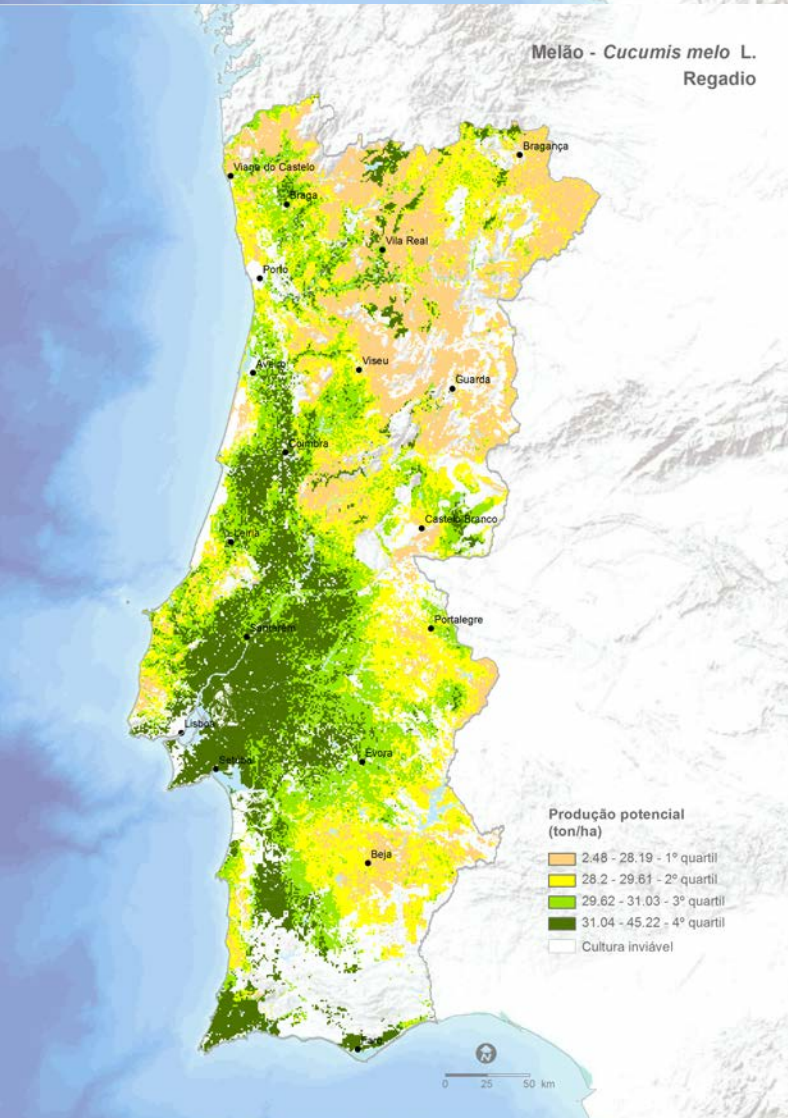 Melão - Cucumis melo L.
Regadio
Bragança
Viana do Castelo
Braga
Vila Real
Porto
Viseu
Aveiro
Guarda
Coimbra
Castelo Branco
Leiria
Portalegre
Santarém
Lisboa
Évora
Setúbal
Beja
Produção potencial
(ton/ha)
2.48 - 28.19 - 1º quartil
28.2 - 29.61 - 2º quartil
29.62 - 31.03 - 3º quartil
31.04 - 45.22 - 4º quartil
Cultura inviável
N
0 25 50 km